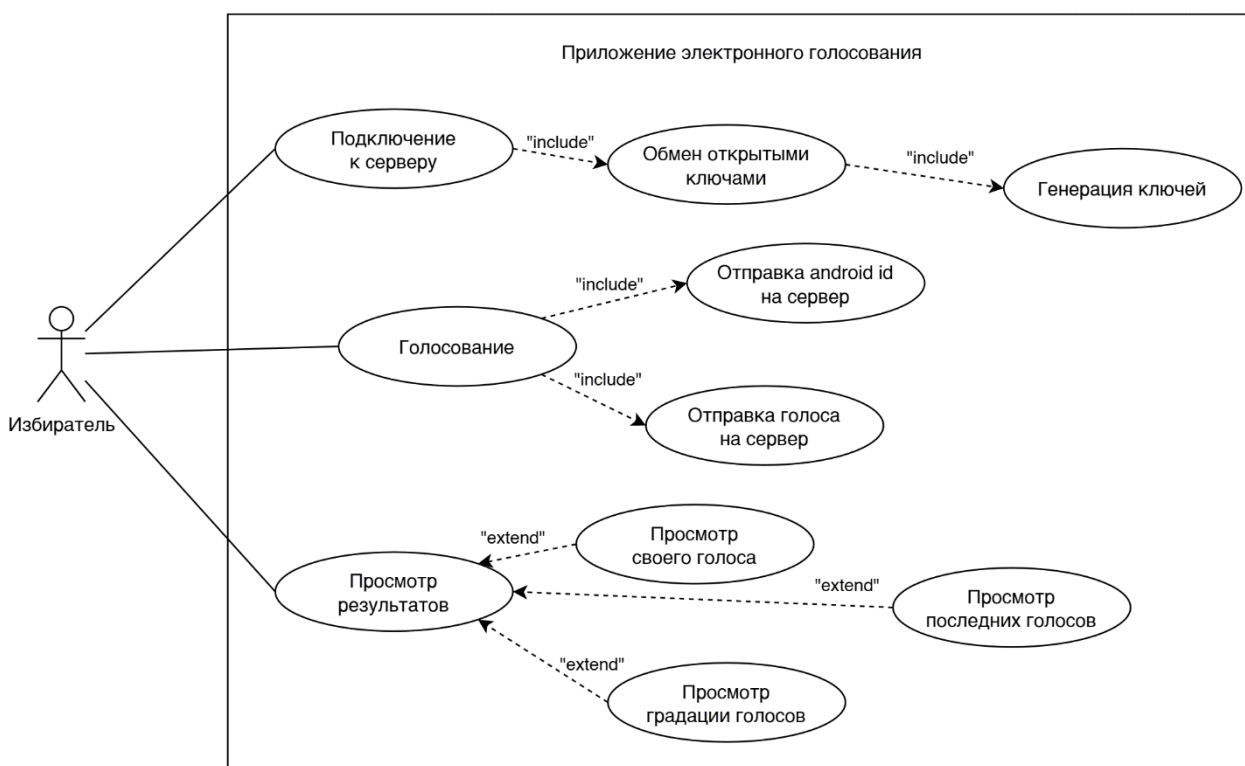 Приложение электронного голосования
Подключение
к серверу
"include"
Обмен открытыми
ключами
"include"
Генерация ключей
Избиратель
Голосование
"include"
Отправка android id
на сервер
"include"
Отправка голоса
на сервер
Просмотр
результатов
"extend"
Просмотр
своего голоса
"extend"
Просмотр
последних голосов
"extend"
Просмотр
градации голосов